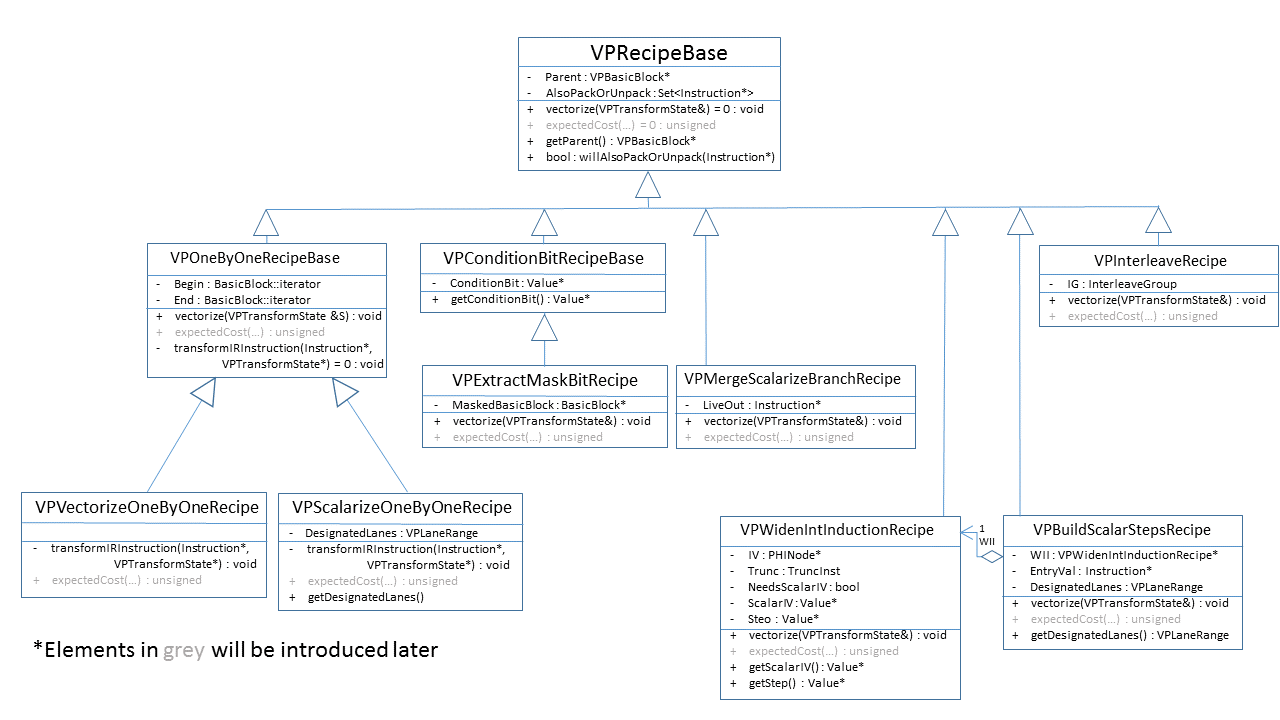 VPRecipeBase
- Parent : VPBasicBlock*
- AlsoPackOrUnpack : Set<Instruction*>
+ vectorize(VPTransformState&) = 0 : void
+ expectedCost(...) = 0 : unsigned
+ getParent() : VPBasicBlock*
+ bool : willAlsoPackOrUnpack(Instruction*)
VPOneByOneRecipeBase
- Begin : BasicBlock::iterator
- End : BasicBlock::iterator
+ vectorize(VPTransformState &S) : void
+ expectedCost(...) : unsigned
- transformIRInstruction(Instruction*,
VPTransformState*) = 0 : void
VPConditionBitRecipeBase
- ConditionBit : Value*
+ getConditionBit() : Value*
VPInterleaveRecipe
- IG : InterleaveGroup
+ vectorize(VPTransformState&) : void
+ expectedCost(...) : unsigned
VPExtractMaskBitRecipe
- MaskedBasicBlock : BasicBlock*
+ vectorize(VPTransformState&) : void
+ expectedCost(...) : unsigned
VPMergeScalarizeBranchRecipe
- LiveOut : Instruction*
+ vectorize(VPTransformState&) : void
+ expectedCost(...) : unsigned
VPVectorizeOneByOneRecipe
- transformIRInstruction(Instruction*,
VPTransformState*) : void
+ expectedCost(...) : unsigned
VPScalarizeOneByOneRecipe
- DesignatedLanes : VPLaneRange
- transformIRInstruction(Instruction*,
VPTransformState*) : void
+ expectedCost(...) : unsigned
+ getDesignatedLanes()
VPWidenIntInductionRecipe
- IV : PHINode*
- Trunc : TruncInst
- NeedsScalarIV : bool
- ScalarIV : Value*
- Steo : Value*
+ vectorize(VPTransformState&) : void
+ expectedCost(...) : unsigned
+ getScalarIV() : Value*
+ getStep() : Value*
1
WII
VPBuildScalarStepsRecipe
- WII : VPWidenIntInductionRecipe*
- EntryVal : Instruction*
- DesignatedLanes : VPLaneRange
+ vectorize(VPTransformState&) : void
+ expectedCost(...) : unsigned
+ getDesignatedLanes() : VPLaneRange
*Elements in grey will be introduced later